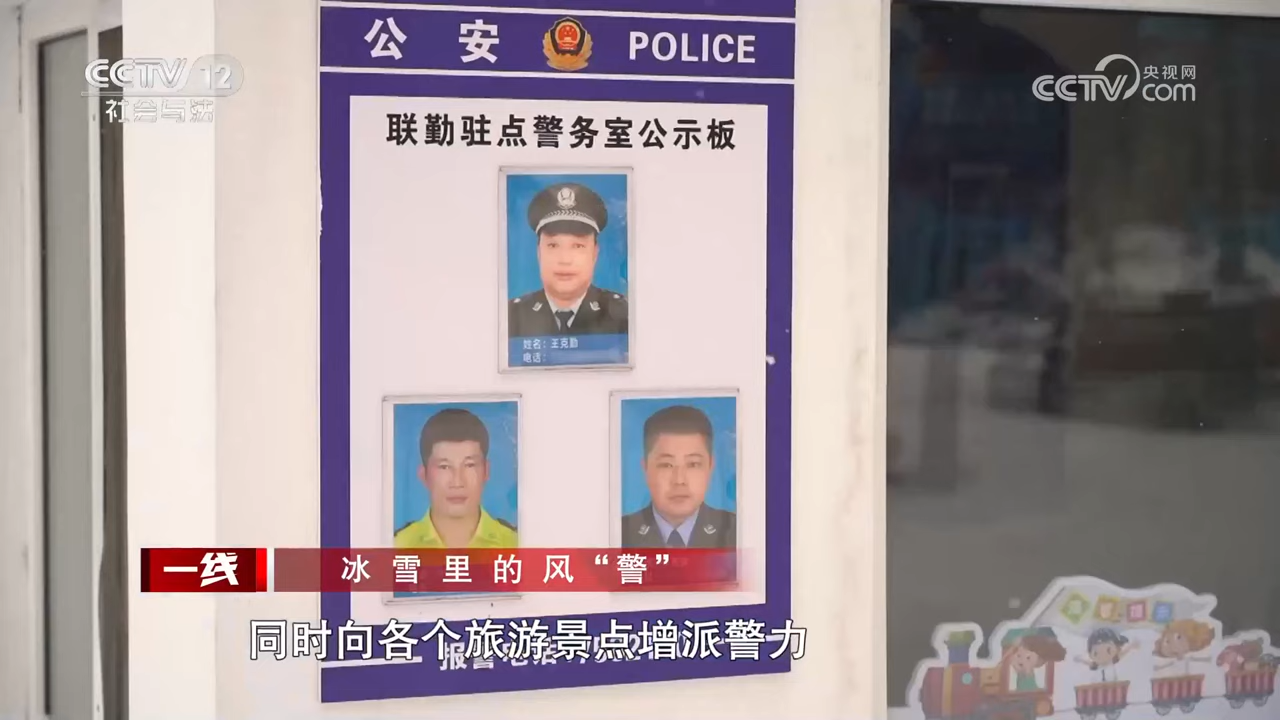 公安 POLICE
CCTV 12
社会与法
央视网
CCTV.com
联勤驻点警务室公示板
姓名：王克勤
电话：
一线
冰雪里的风“警”
同时向各个旅游景点增派警力